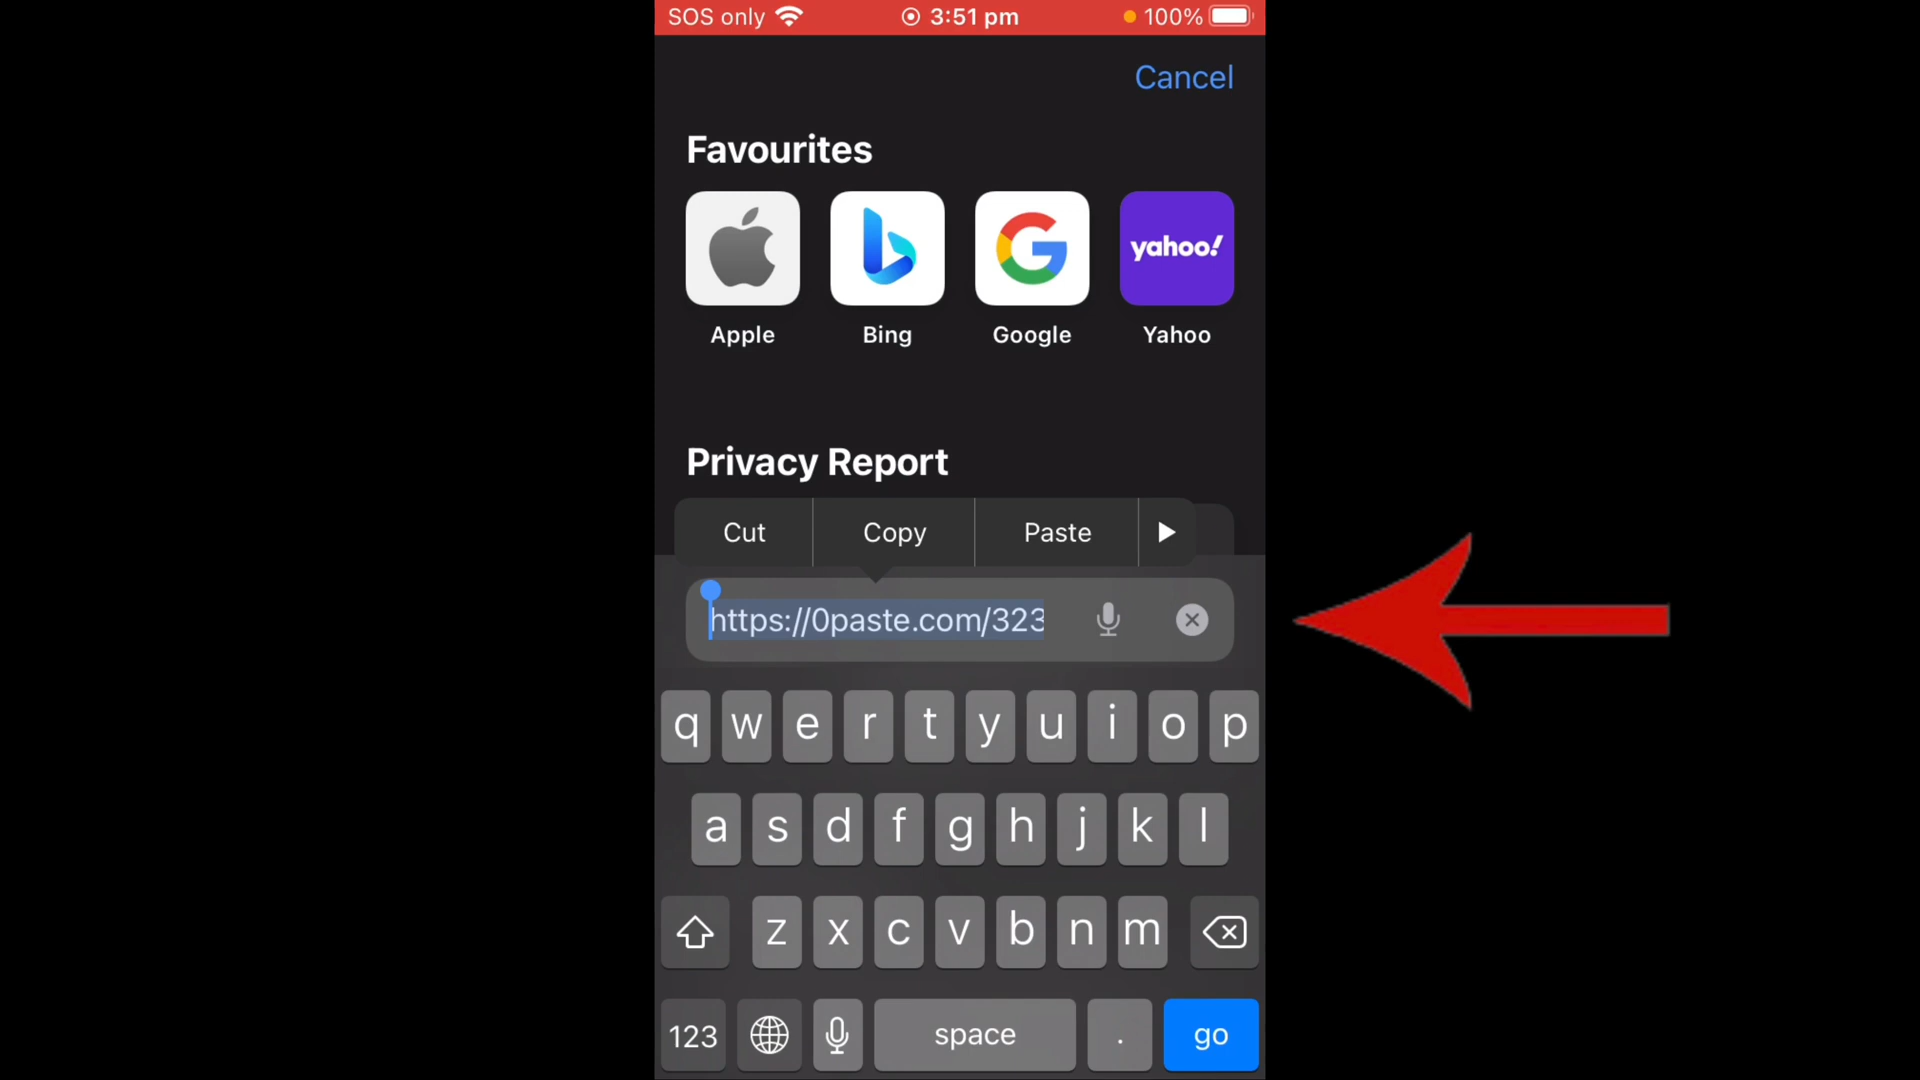 SOS only 3:51 pm 100%
Cancel
Favourites
yahoo!
Apple Bing Google Yahoo
Privacy Report
Cut Copy Paste
https://0paste.com/323
q w e r t y u i o p
a s d f g h j k l
z x c v b n m
123 space . go